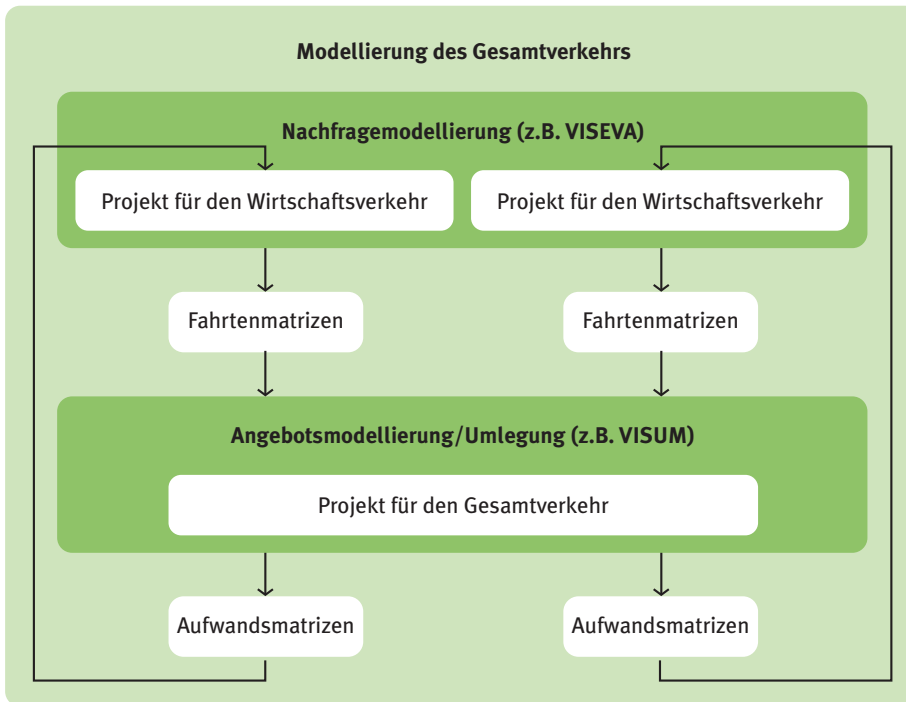 Modellierung des Gesamtverkehrs
Nachfragemodellierung (z.B. VISEVA)
Projekt für den Wirtschaftsverkehr
Projekt für den Wirtschaftsverkehr
Fahrtenmatrizen
Fahrtenmatrizen
Angebotsmodellierung/Umlegung (z.B. VISUM)
Projekt für den Gesamtverkehr
Aufwandsmatrizen
Aufwandsmatrizen